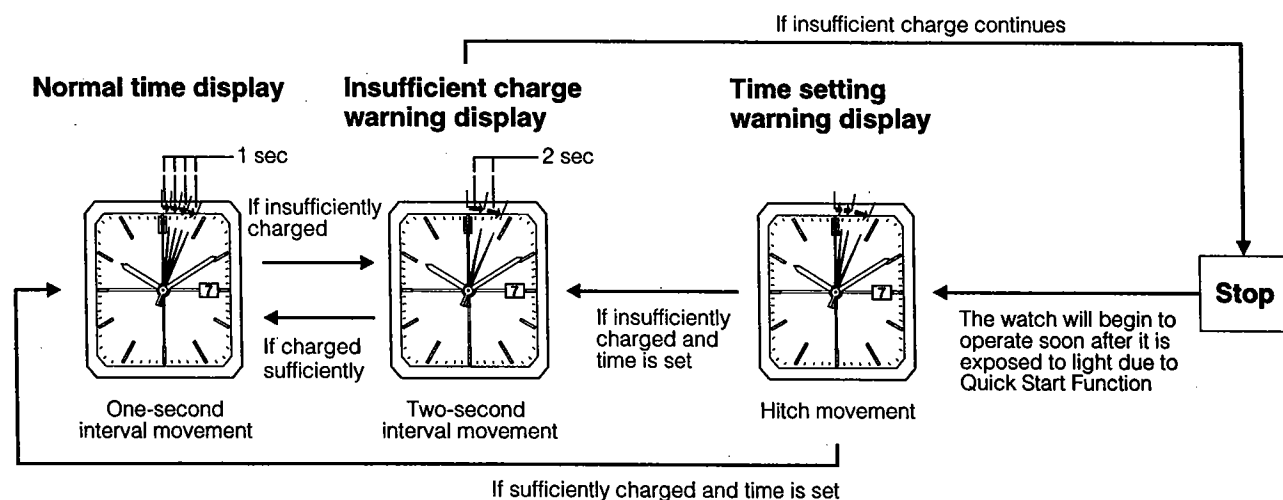 If insufficient charge continues
Normal time display
Insufficient charge
warning display
Time setting
warning display
1 sec
2 sec
If insufficiently
charged
If charged
sufficiently
7
7
7
If insufficiently
charged and
time is set
Stop
The watch will begin to
operate soon after it is
exposed to light due to
Quick Start Function
One-second
interval movement
Two-second
interval movement
Hitch movement
If sufficiently charged and time is set